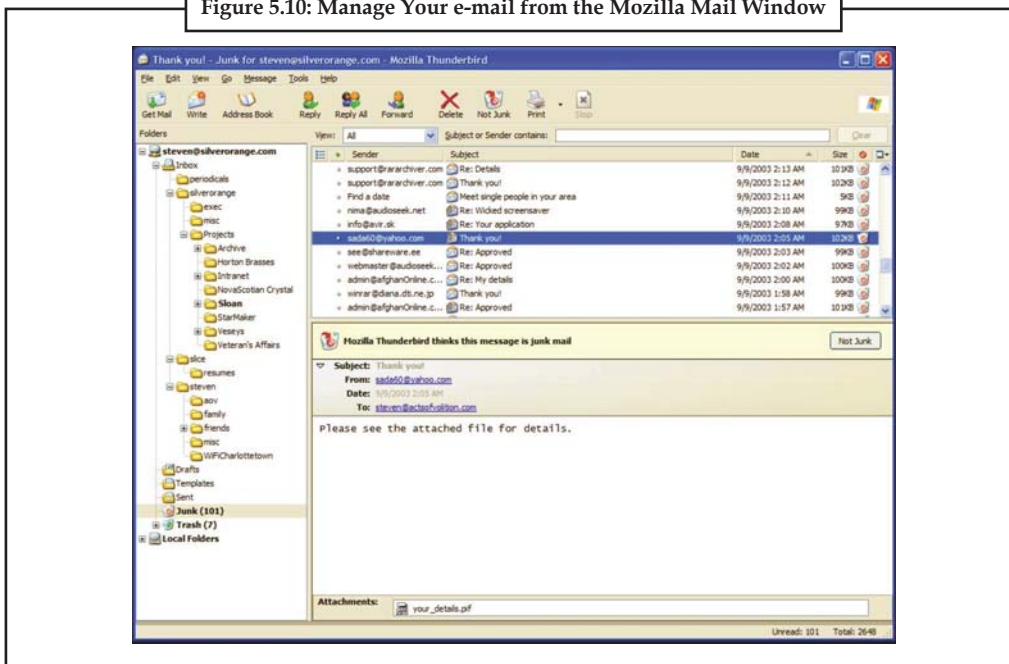 Figure 5.10: Manage Your e-mail from the Mozilla Mail Window
Thank you! - Junk for steven@silverorange.com - Mozilla Thunderbird
File Edit View Go Message Tools Help
Get Mail Write Address Book Reply Reply All Forward Delete Not Junk Print Stop
Folders View: All Subject or Sender contains: Clear
steven@silverorange.com
Inbox
periodicals
silverorange
exec
misc
Projects
Archive
Horton Brasses
Intranet
NovaScotian Crystal
Sloan
StarMaker
Veseys
Veteran's Affairs
slice
resumes
steven
aov
family
friends
misc
WiFiCharlottetown
Drafts
Templates
Sent
Junk (101)
Trash (7)
Local Folders
Sender Subject Date Size
support@rararchiver.com Re: Details 9/9/2003 2:13 AM 101KB
support@rararchiver.com Thank you! 9/9/2003 2:12 AM 102KB
Find a date Meet single people in your area 9/9/2003 2:11 AM 5KB
nima@audioseek.net Re: Wicked screensaver 9/9/2003 2:10 AM 99KB
info@avir.sk Re: Your application 9/9/2003 2:08 AM 97KB
sada60@yahoo.com Thank you! 9/9/2003 2:05 AM 102KB
see@shareware.ee Re: Approved 9/9/2003 2:03 AM 99KB
webmaster@audioseek... Re: Approved 9/9/2003 2:02 AM 100KB
admin@afghanOnline.c... Re: My details 9/9/2003 2:00 AM 100KB
winrar@diana.dti.ne.jp Thank you! 9/9/2003 1:58 AM 99KB
admin@afghanOnline.c... Re: Approved 9/9/2003 1:57 AM 101KB
Mozilla Thunderbird thinks this message is junk mail Not Junk
Subject: Thank you!
From: sada60@yahoo.com
Date: 9/9/2003 2:05 AM
To: steven@actsofvolition.com
Please see the attached file for details.
Attachments: your_details.pif
Unread: 101 Total: 2648